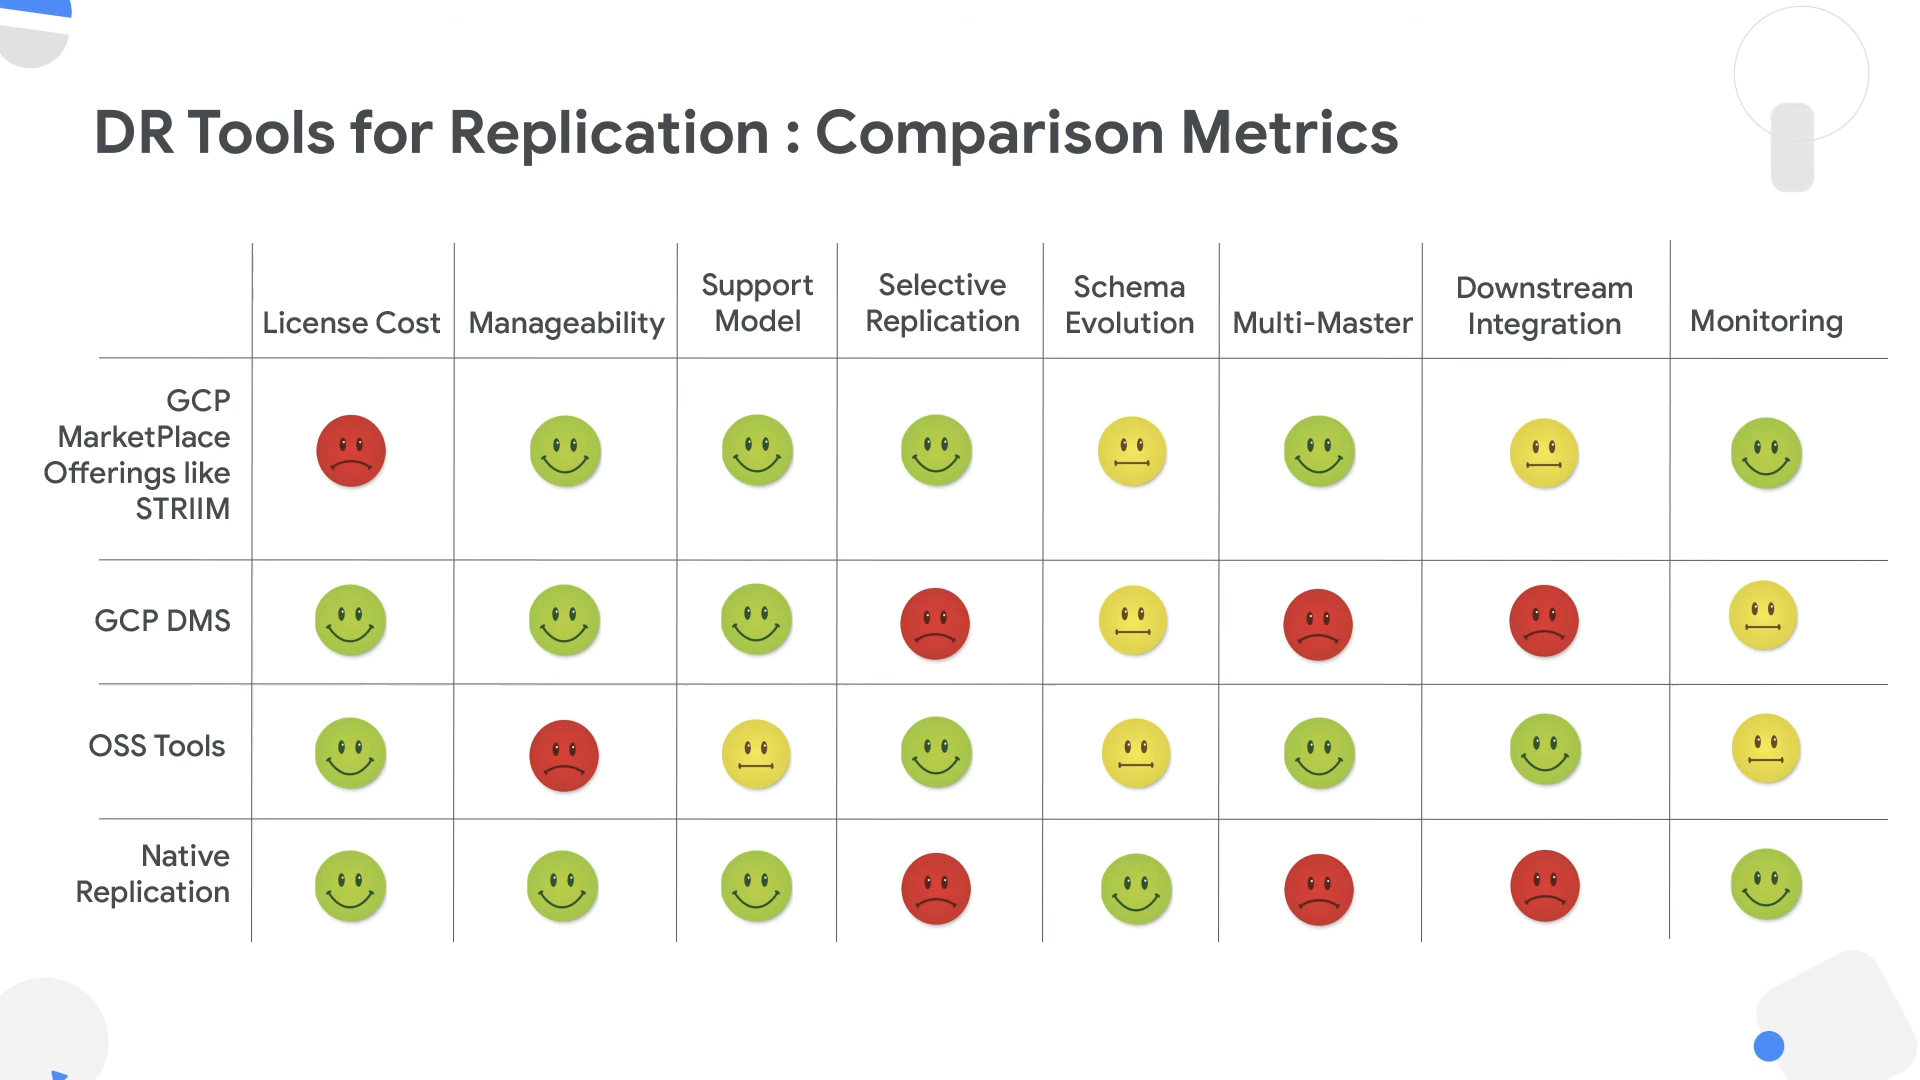 DR Tools for Replication : Comparison Metrics
License Cost
Manageability
Support
Model
Selective
Replication
Schema
Evolution
Multi-Master
Downstream
Integration
Monitoring
GCP
MarketPlace
Offerings like
STRIIM
GCP DMS
OSS Tools
Native
Replication